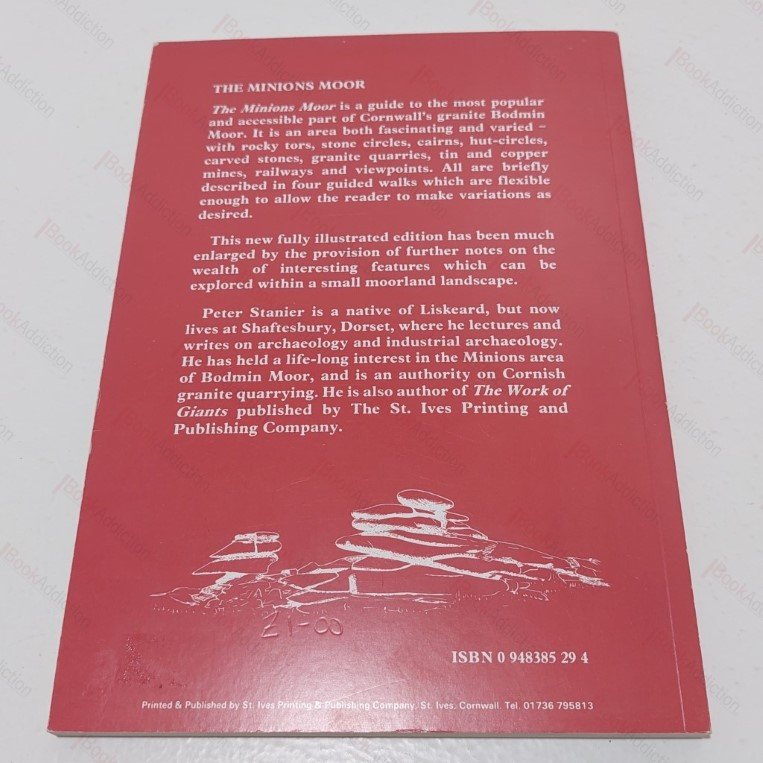 THE MINIONS MOOR
The Minions Moor is a guide to the most popular
and accessible part of Cornwall's granite Bodmin
Moor. It is an area both fascinating and varied –
with rocky tors, stone circles, cairns, hut-circles,
carved stones, granite quarries, tin and copper
mines, railways and viewpoints. All are briefly
described in four guided walks which are flexible
enough to allow the reader to make variations as
desired.
This new fully illustrated edition has been much
enlarged by the provision of further notes on the
wealth of interesting features which can be
explored within a small moorland landscape.
Peter Stanier is a native of Liskeard, but now
lives at Shaftesbury, Dorset, where he lectures and
writes on archaeology and industrial archaeology.
He has held a life-long interest in the Minions area
of Bodmin Moor, and is an authority on Cornish
granite quarrying. He is also author of The Work of
Giants published by The St. Ives Printing and
Publishing Company.
21-00
ISBN 0 948385 29 4
Printed & Published by St. Ives Printing & Publishing Company, St. Ives, Cornwall. Tel. 01736 795813
BookAddiction